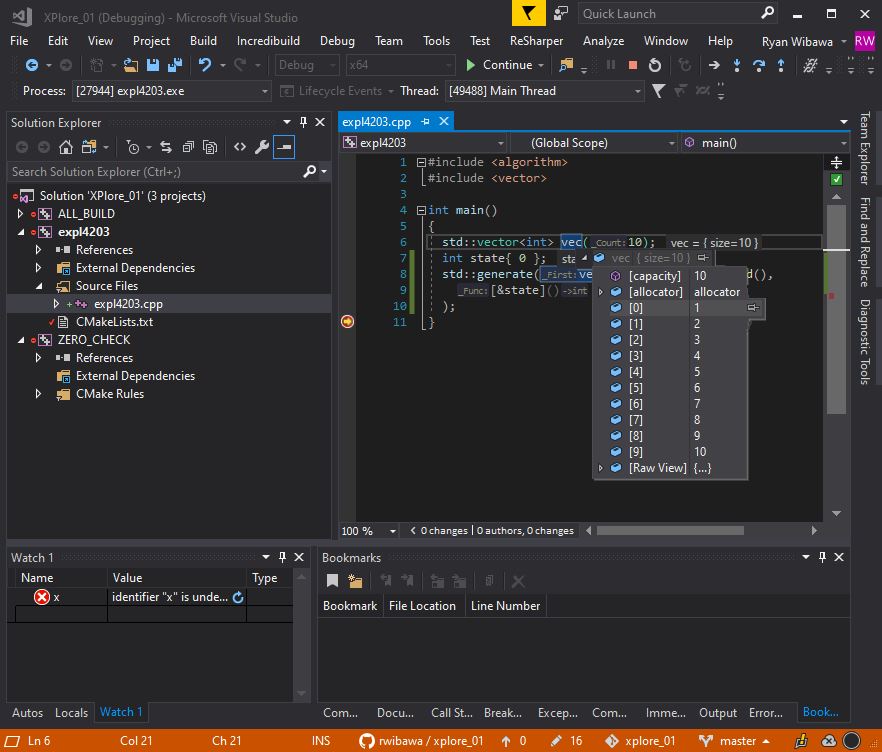 XPlore_01 (Debugging) - Microsoft Visual Studio
Quick Launch
File Edit View Project Build Incredibuild Debug Team Tools Test ReSharper Analyze Window Help Ryan Wibawa RW
Debug x64 Continue
Process: [27944] expl4203.exe Lifecycle Events Thread: [49488] Main Thread
Solution Explorer
Search Solution Explorer (Ctrl+;)
Solution 'XPlore_01' (3 projects)
ALL_BUILD
expl4203
References
External Dependencies
Source Files
expl4203.cpp
CMakeLists.txt
ZERO_CHECK
References
External Dependencies
CMake Rules
expl4203.cpp
expl4203 (Global Scope) main()
1 #include <algorithm>
2 #include <vector>
3
4 int main()
5 {
6 std::vector<int> vec(_Count:10); vec = { size=10 }
7 int state{ 0 }; sta vec { size=10 }
8 std::generate(_First:ve d(),
9 _Func:[&state]()->int
10 );
11 }
[capacity] 10
[allocator] allocator
[0] 1
[1] 2
[2] 3
[3] 4
[4] 5
[5] 6
[6] 7
[7] 8
[8] 9
[9] 10
[Raw View] {...}
100 % < 0 changes | 0 authors, 0 changes
Team Explorer
Find and Replace
Diagnostic Tools
Watch 1
Name Value Type
x identifier "x" is unde...
Autos Locals Watch 1
Bookmarks
Bookmark File Location Line Number
Com... Docu... Call St... Break... Excep... Com... Imme... Output Error... Book...
Ln 6 Col 21 Ch 21 INS rwibawa / xplore_01 0 16 xplore_01 master